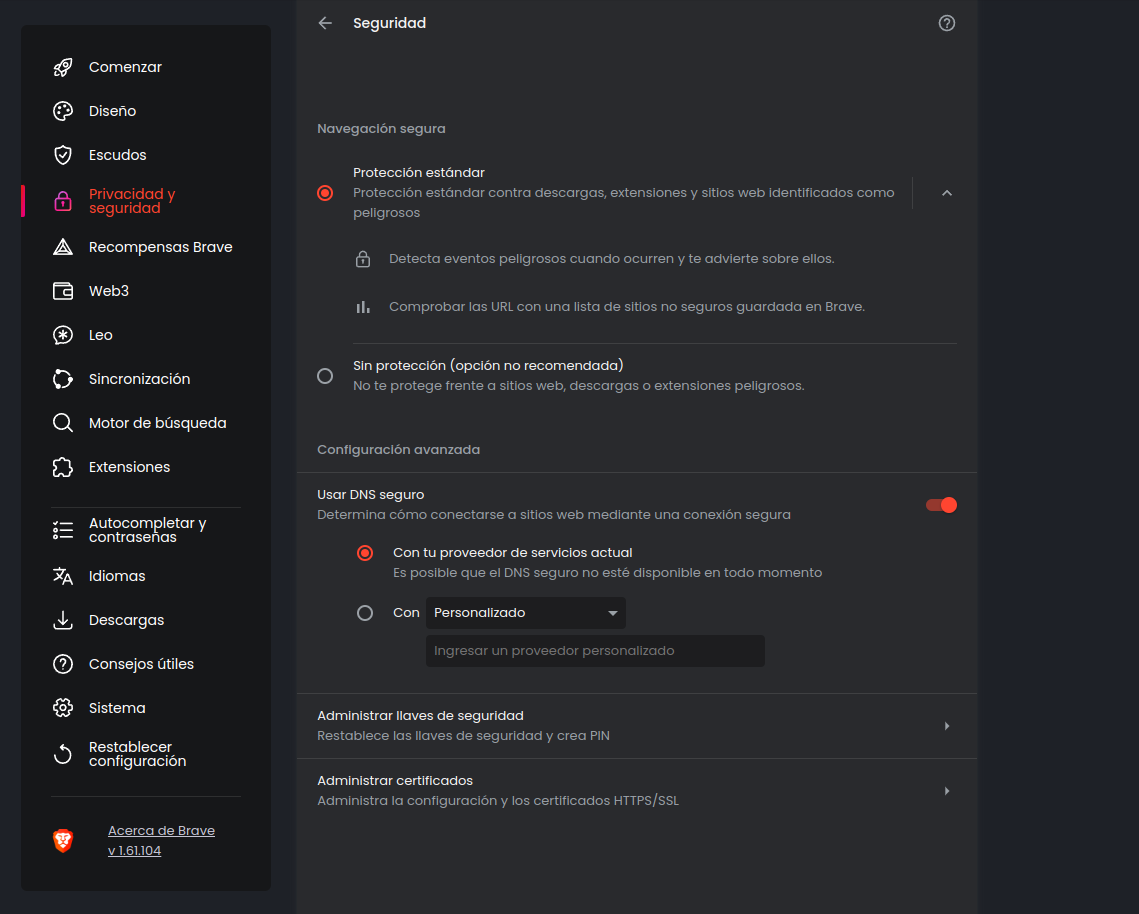 Comenzar
Diseño
Escudos
Privacidad y
seguridad
Recompensas Brave
Web3
Leo
Sincronización
Motor de búsqueda
Extensiones
Autocompletar y
contraseñas
Idiomas
Descargas
Consejos útiles
Sistema
Restablecer
configuración
Acerca de Brave
v 1.61.104
Seguridad
Navegación segura
Protección estándar
Protección estándar contra descargas, extensiones y sitios web identificados como
peligrosos
Detecta eventos peligrosos cuando ocurren y te advierte sobre ellos.
Comprobar las URL con una lista de sitios no seguros guardada en Brave.
Sin protección (opción no recomendada)
No te protege frente a sitios web, descargas o extensiones peligrosos.
Configuración avanzada
Usar DNS seguro
Determina cómo conectarse a sitios web mediante una conexión segura
Con tu proveedor de servicios actual
Es posible que el DNS seguro no esté disponible en todo momento
Con Personalizado
Ingresar un proveedor personalizado
Administrar llaves de seguridad
Restablece las llaves de seguridad y crea PIN
Administrar certificados
Administra la configuración y los certificados HTTPS/SSL